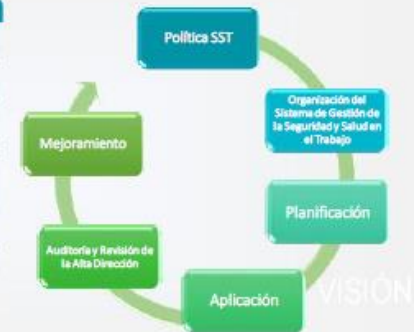 Política SST
Organización del
Sistema de Gestión de
la Seguridad y Salud en
el Trabajo
Planificación
Aplicación
Auditoría y Revisión de
la Alta Dirección
Mejoramiento
VISIÓN